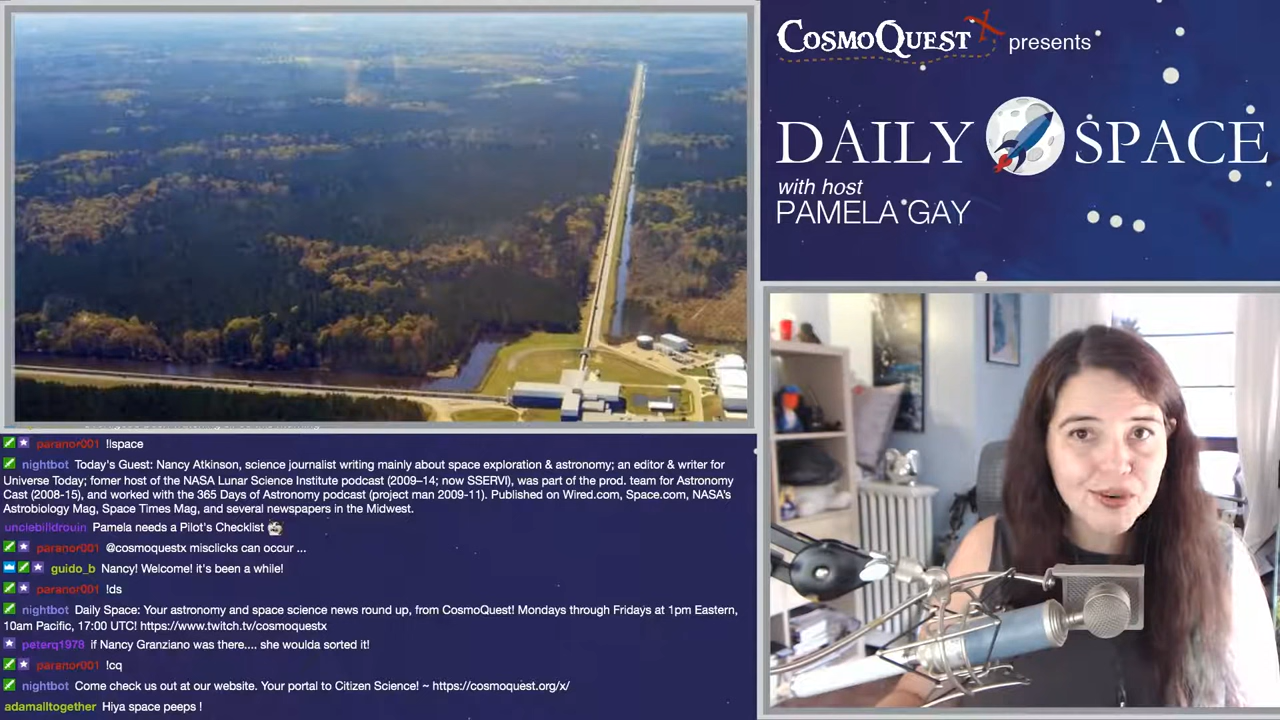 COSMOQUEST X presents
DAILY SPACE
with host
PAMELA GAY
paranor001 !lspace
nightbot Today's Guest: Nancy Atkinson, science journalist writing mainly about space exploration & astronomy; an editor & writer for
Universe Today; fomer host of the NASA Lunar Science Institute podcast (2009–14; now SSERVI), was part of the prod. team for Astronomy
Cast (2008-15), and worked with the 365 Days of Astronomy podcast (project man 2009-11). Published on Wired.com, Space.com, NASA's
Astrobiology Mag, Space Times Mag, and several newspapers in the Midwest.
unclebilldrouin Pamela needs a Pilot's Checklist
paranor001 @cosmoquestx misclicks can occur ...
guido_b Nancy! Welcome! it's been a while!
paranor001 !ds
nightbot Daily Space: Your astronomy and space science news round up, from CosmoQuest! Mondays through Fridays at 1pm Eastern,
10am Pacific, 17:00 UTC! https://www.twitch.tv/cosmoquestx
peterq1978 if Nancy Granziano was there.... she woulda sorted it!
paranor001 !cq
nightbot Come check us out at our website. Your portal to Citizen Science! ~ https://cosmoquest.org/x/
adamalltogether Hiya space peeps !